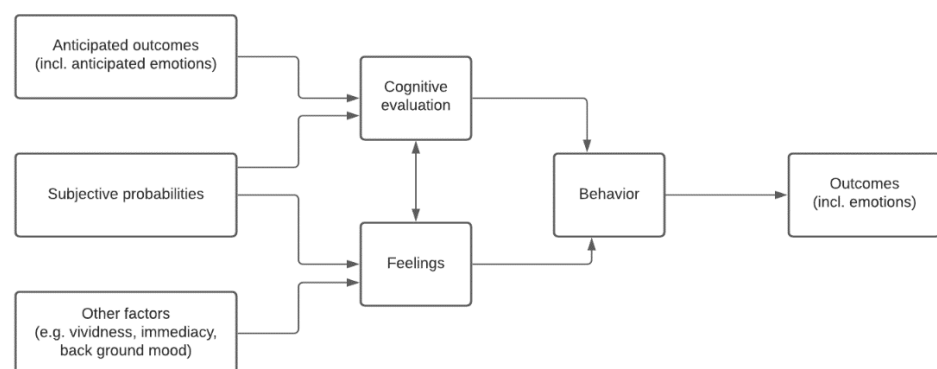 Anticipated outcomes
(incl. anticipated emotions)
Cognitive
evaluation
Subjective probabilities
Behavior
Outcomes
(incl. emotions)
Feelings
Other factors
(e.g. vividness, immediacy,
back ground mood)